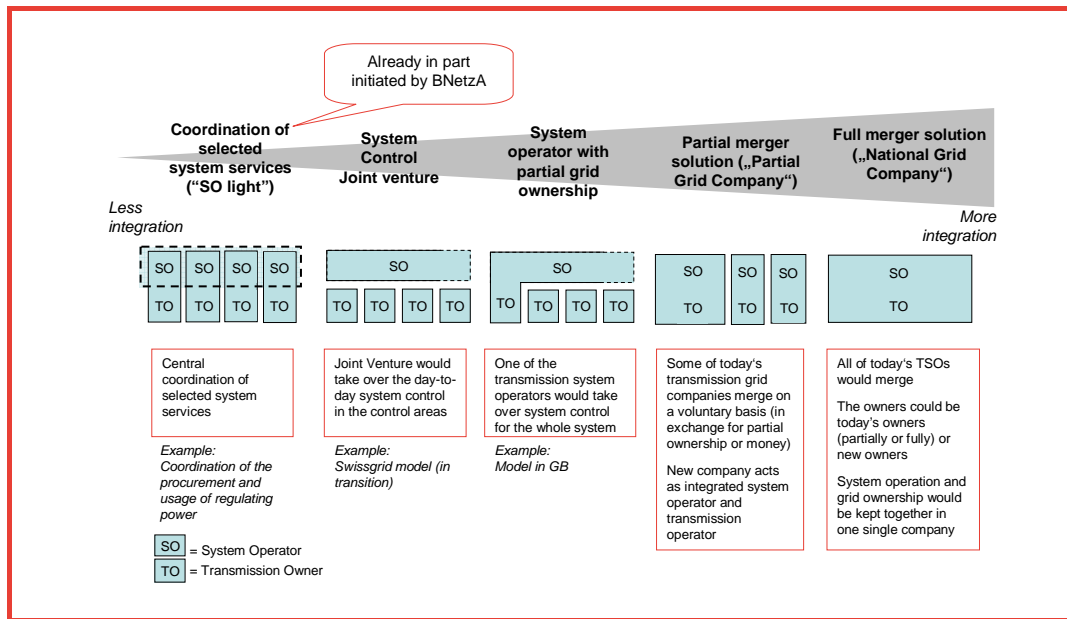 Already in part
initiated by BNetzA
Coordination of
selected
system services
(“SO light”)
System
Control
Joint venture
System
operator with
partial grid
ownership
Partial merger
solution („Partial
Grid Company“)
Full merger solution
(„National Grid
Company“)
Less
integration
More
integration
SO SO SO SO
TO TO TO TO
SO
TO TO TO TO
SO
TO TO TO TO
SO SO SO
TO TO TO
SO
TO
Central
coordination of
selected system
services
Example:
Coordination of the
procurement and
usage of regulating
power
Joint Venture would
take over the day-to-
day system control
in the control areas
Example:
Swissgrid model (in
transition)
One of the
transmission system
operators would take
over system control
for the whole system
Example:
Model in GB
Some of today‘s
transmission grid
companies merge on
a voluntary basis (in
exchange for partial
ownership or money)
New company acts
as integrated system
operator and
transmission
operator
All of today‘s TSOs
would merge
The owners could be
today‘s owners
(partially or fully) or
new owners
System operation and
grid ownership would
be kept together in
one single company
SO = System Operator
TO = Transmission Owner